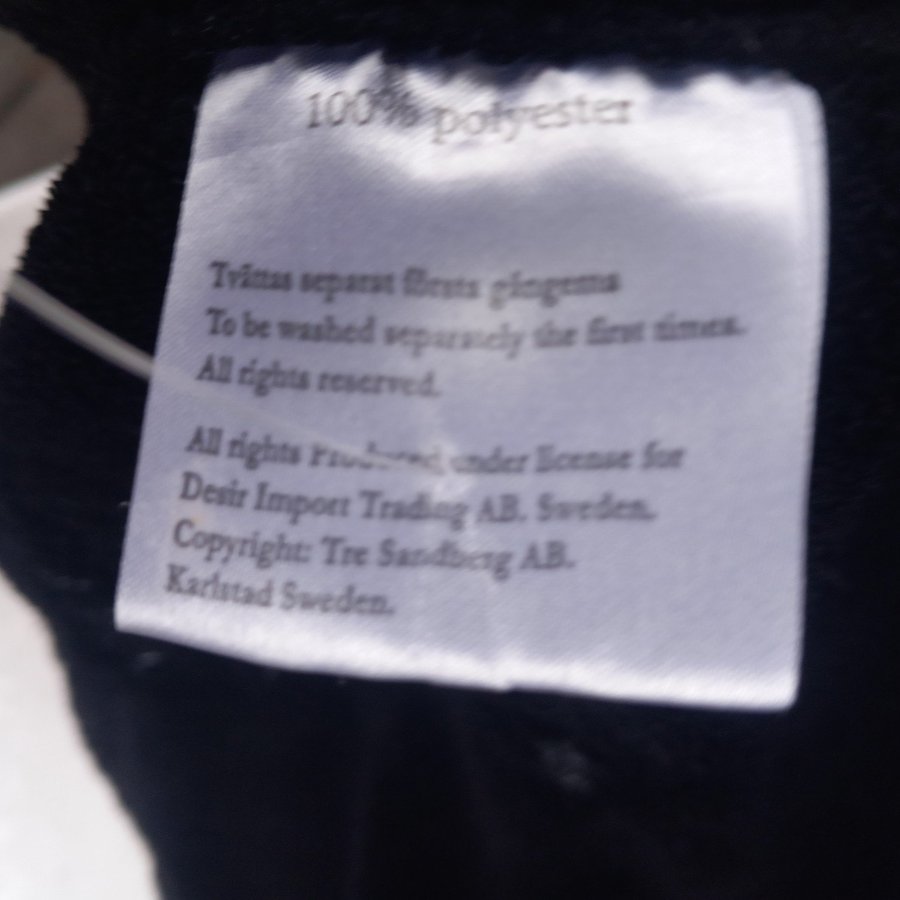 100% polyester
Tvättas separat första gångerna
To be washed separately the first times.
All rights reserved.
All rights Produced under license for
Desir Import Trading AB. Sweden.
Copyright: Tre Sandberg AB.
Karlstad Sweden.